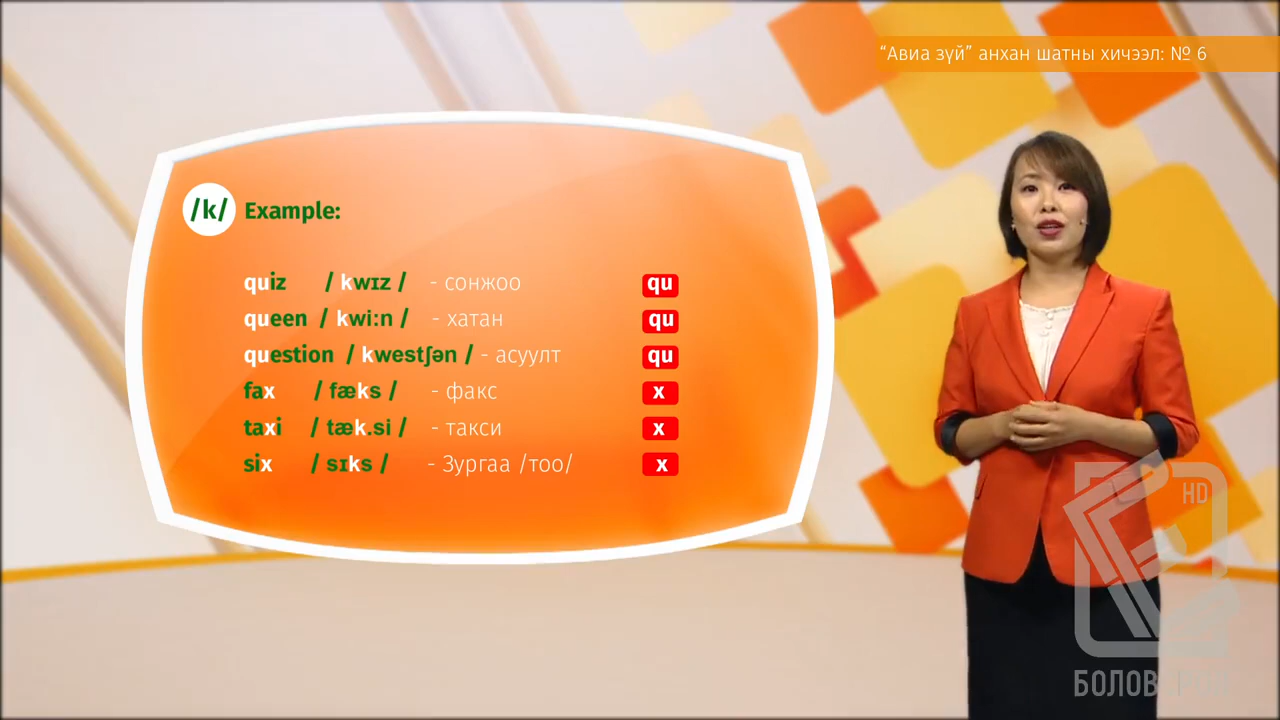 “Авиа зүй” анхан шатны хичээл: № 6
/k/ Example:
quiz / kwɪz / - сонжоо qu
queen / kwi:n / - хатан qu
question / kwestʃən / - асуулт qu
fax / fæks / - факс x
taxi / tæk.si / - такси x
six / sɪks / - Зургаа /тоо/ x
HD
БОЛОВСРОЛ